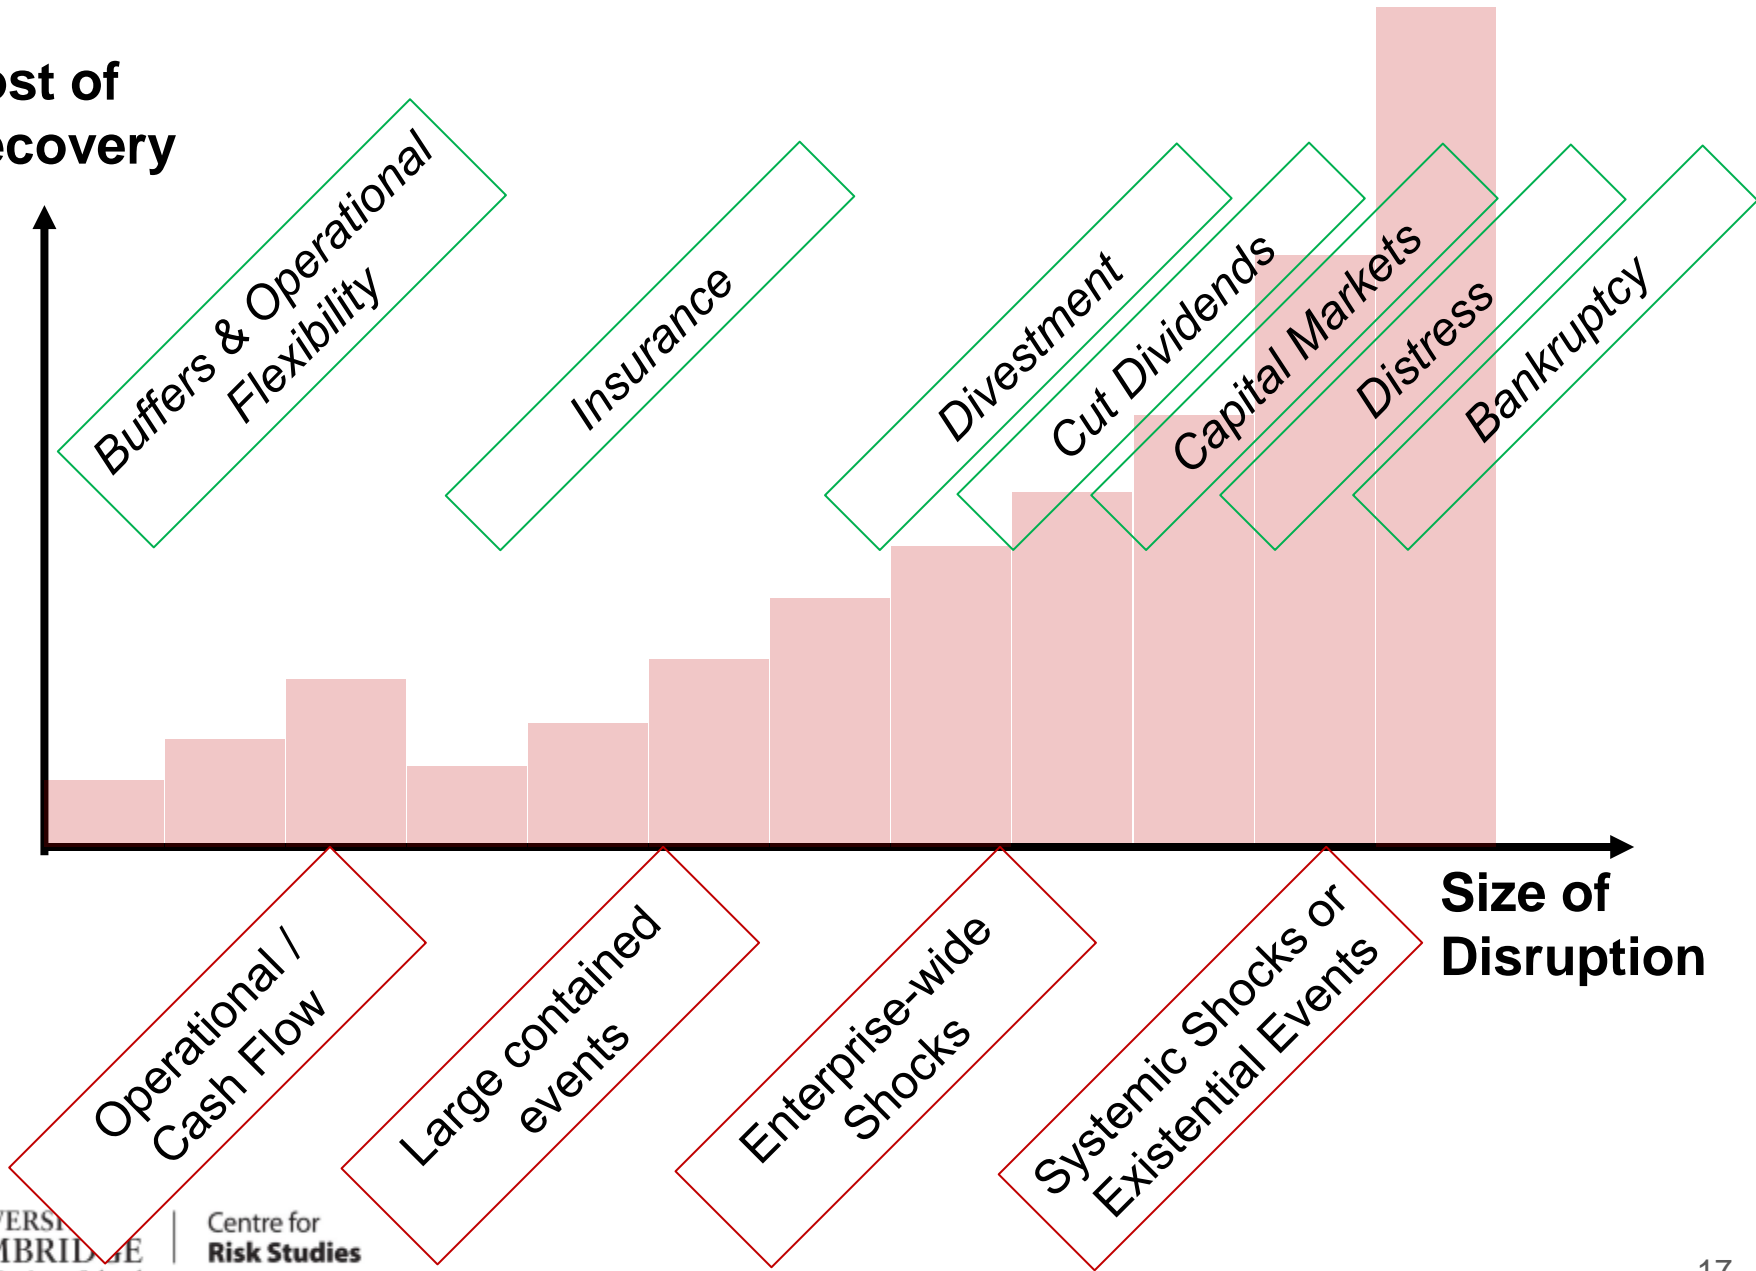 ost of
ecovery
Buffers & Operational
Flexibility
Insurance
Divestment
Cut Dividends
Capital Markets
Distress
Bankruptcy
Size of
Disruption
Operational /
Cash Flow
Large contained
events
Enterprise-wide
Shocks
Systemic Shocks or
Existential Events
Centre for
Risk Studies
17